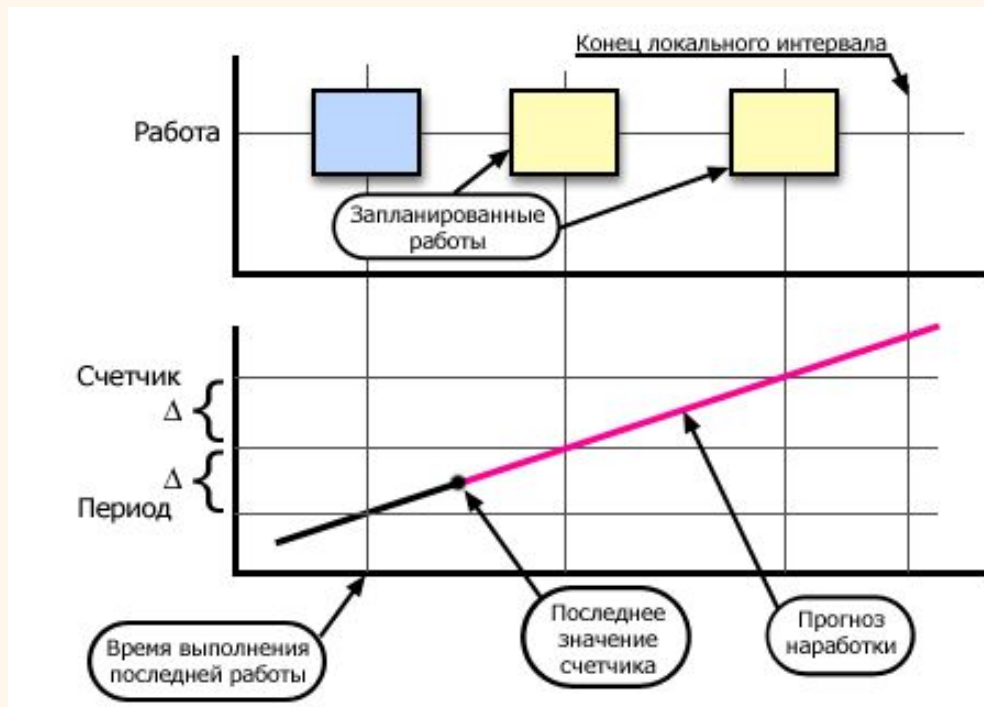 Конец локального интервала
Работа
Запланированные
работы
Счетчик
Δ
Δ
Период
Время выполнения
последней работы
Последнее
значение
счетчика
Прогноз
наработки